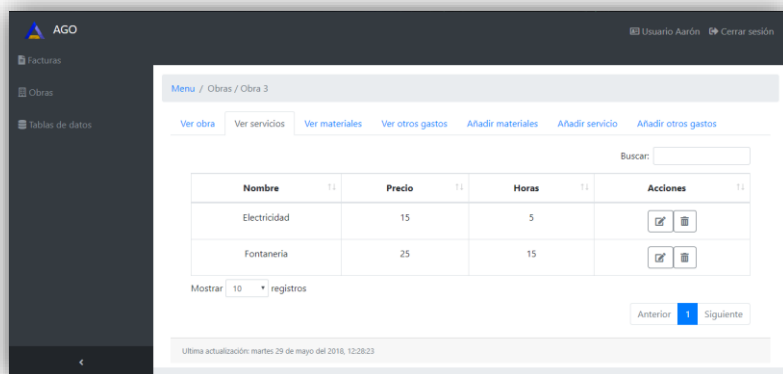 AGO
Usuario Aarón Cerrar sesión
Facturas
Obras
Tablas de datos
Menu / Obras / Obra 3
Ver obra Ver servicios Ver materiales Ver otros gastos Añadir materiales Añadir servicio Añadir otros gastos
Buscar:
Nombre Precio Horas Acciones
Electricidad 15 5
Fontaneria 25 15
Mostrar 10 registros
Anterior 1 Siguiente
Ultima actualización: martes 29 de mayo del 2018, 12:28:23